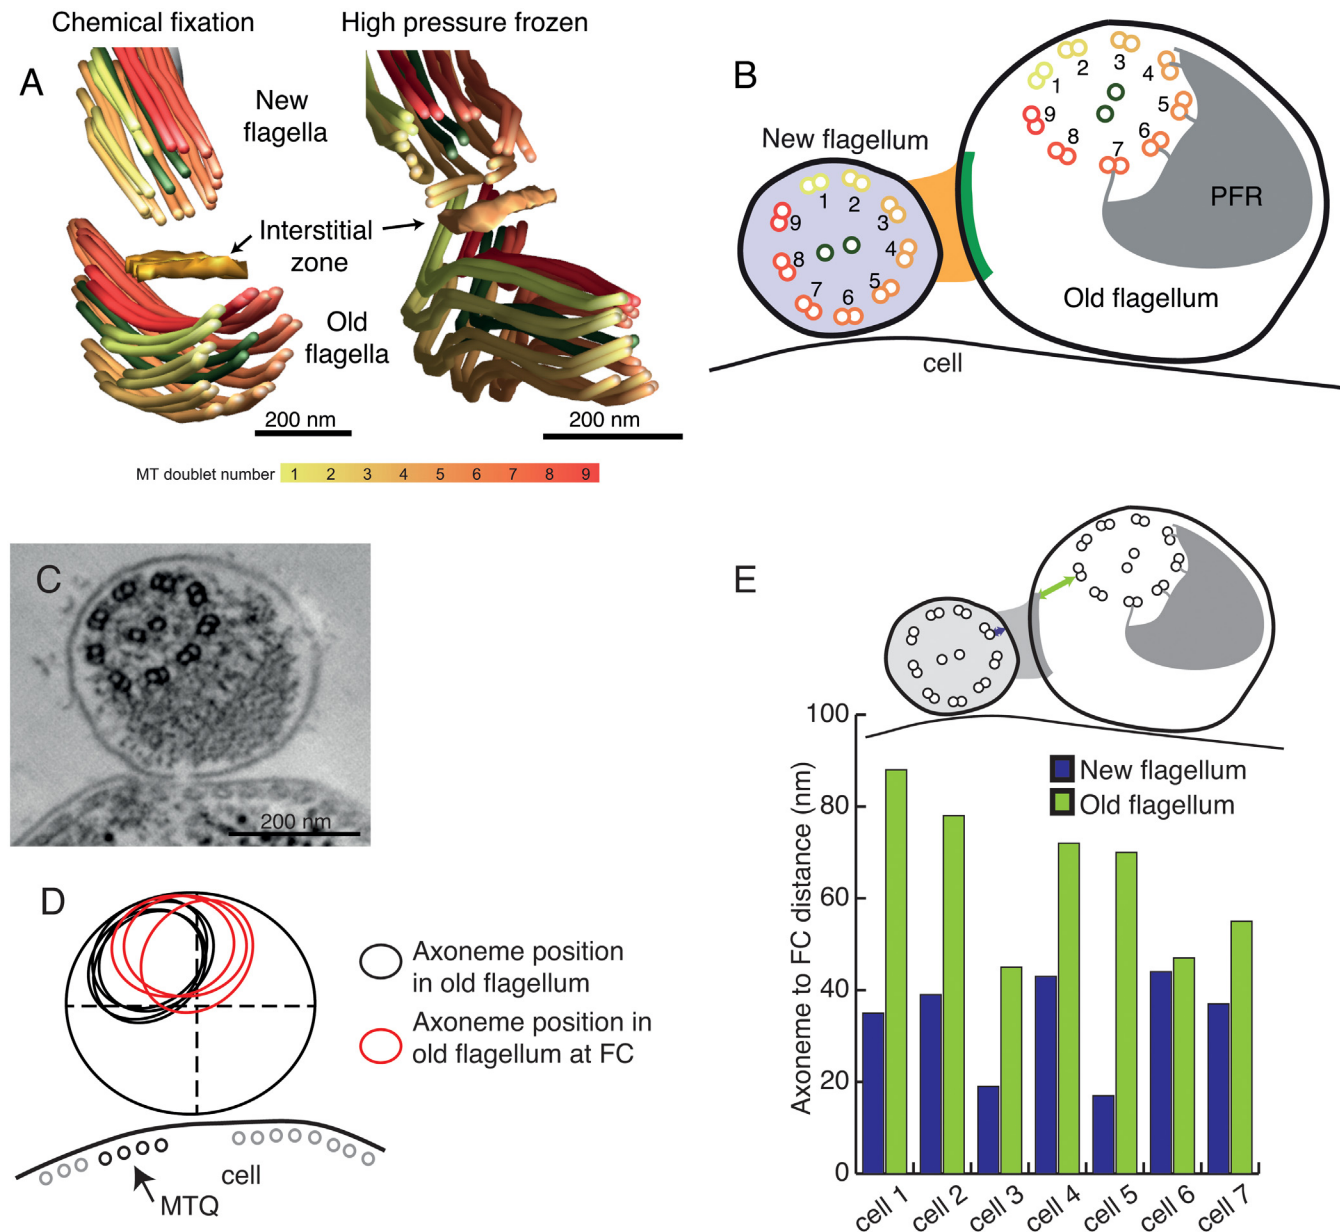 Chemical fixation
High pressure frozen
A
New
flagella
Interstitial
zone
Old
flagella
200 nm
200 nm
MT doublet number 1 2 3 4 5 6 7 8 9
B
New flagellum
1 2 3 4 5 6 7 8 9
1 2 3 4 5 6 7 8 9
PFR
Old flagellum
cell
C
200 nm
D
Axoneme position
in old flagellum
Axoneme position in
old flagellum at FC
cell
MTQ
E
New flagellum
Old flagellum
Axoneme to FC distance (nm)
100
80
60
40
20
0
cell 1 cell 2 cell 3 cell 4 cell 5 cell 6 cell 7